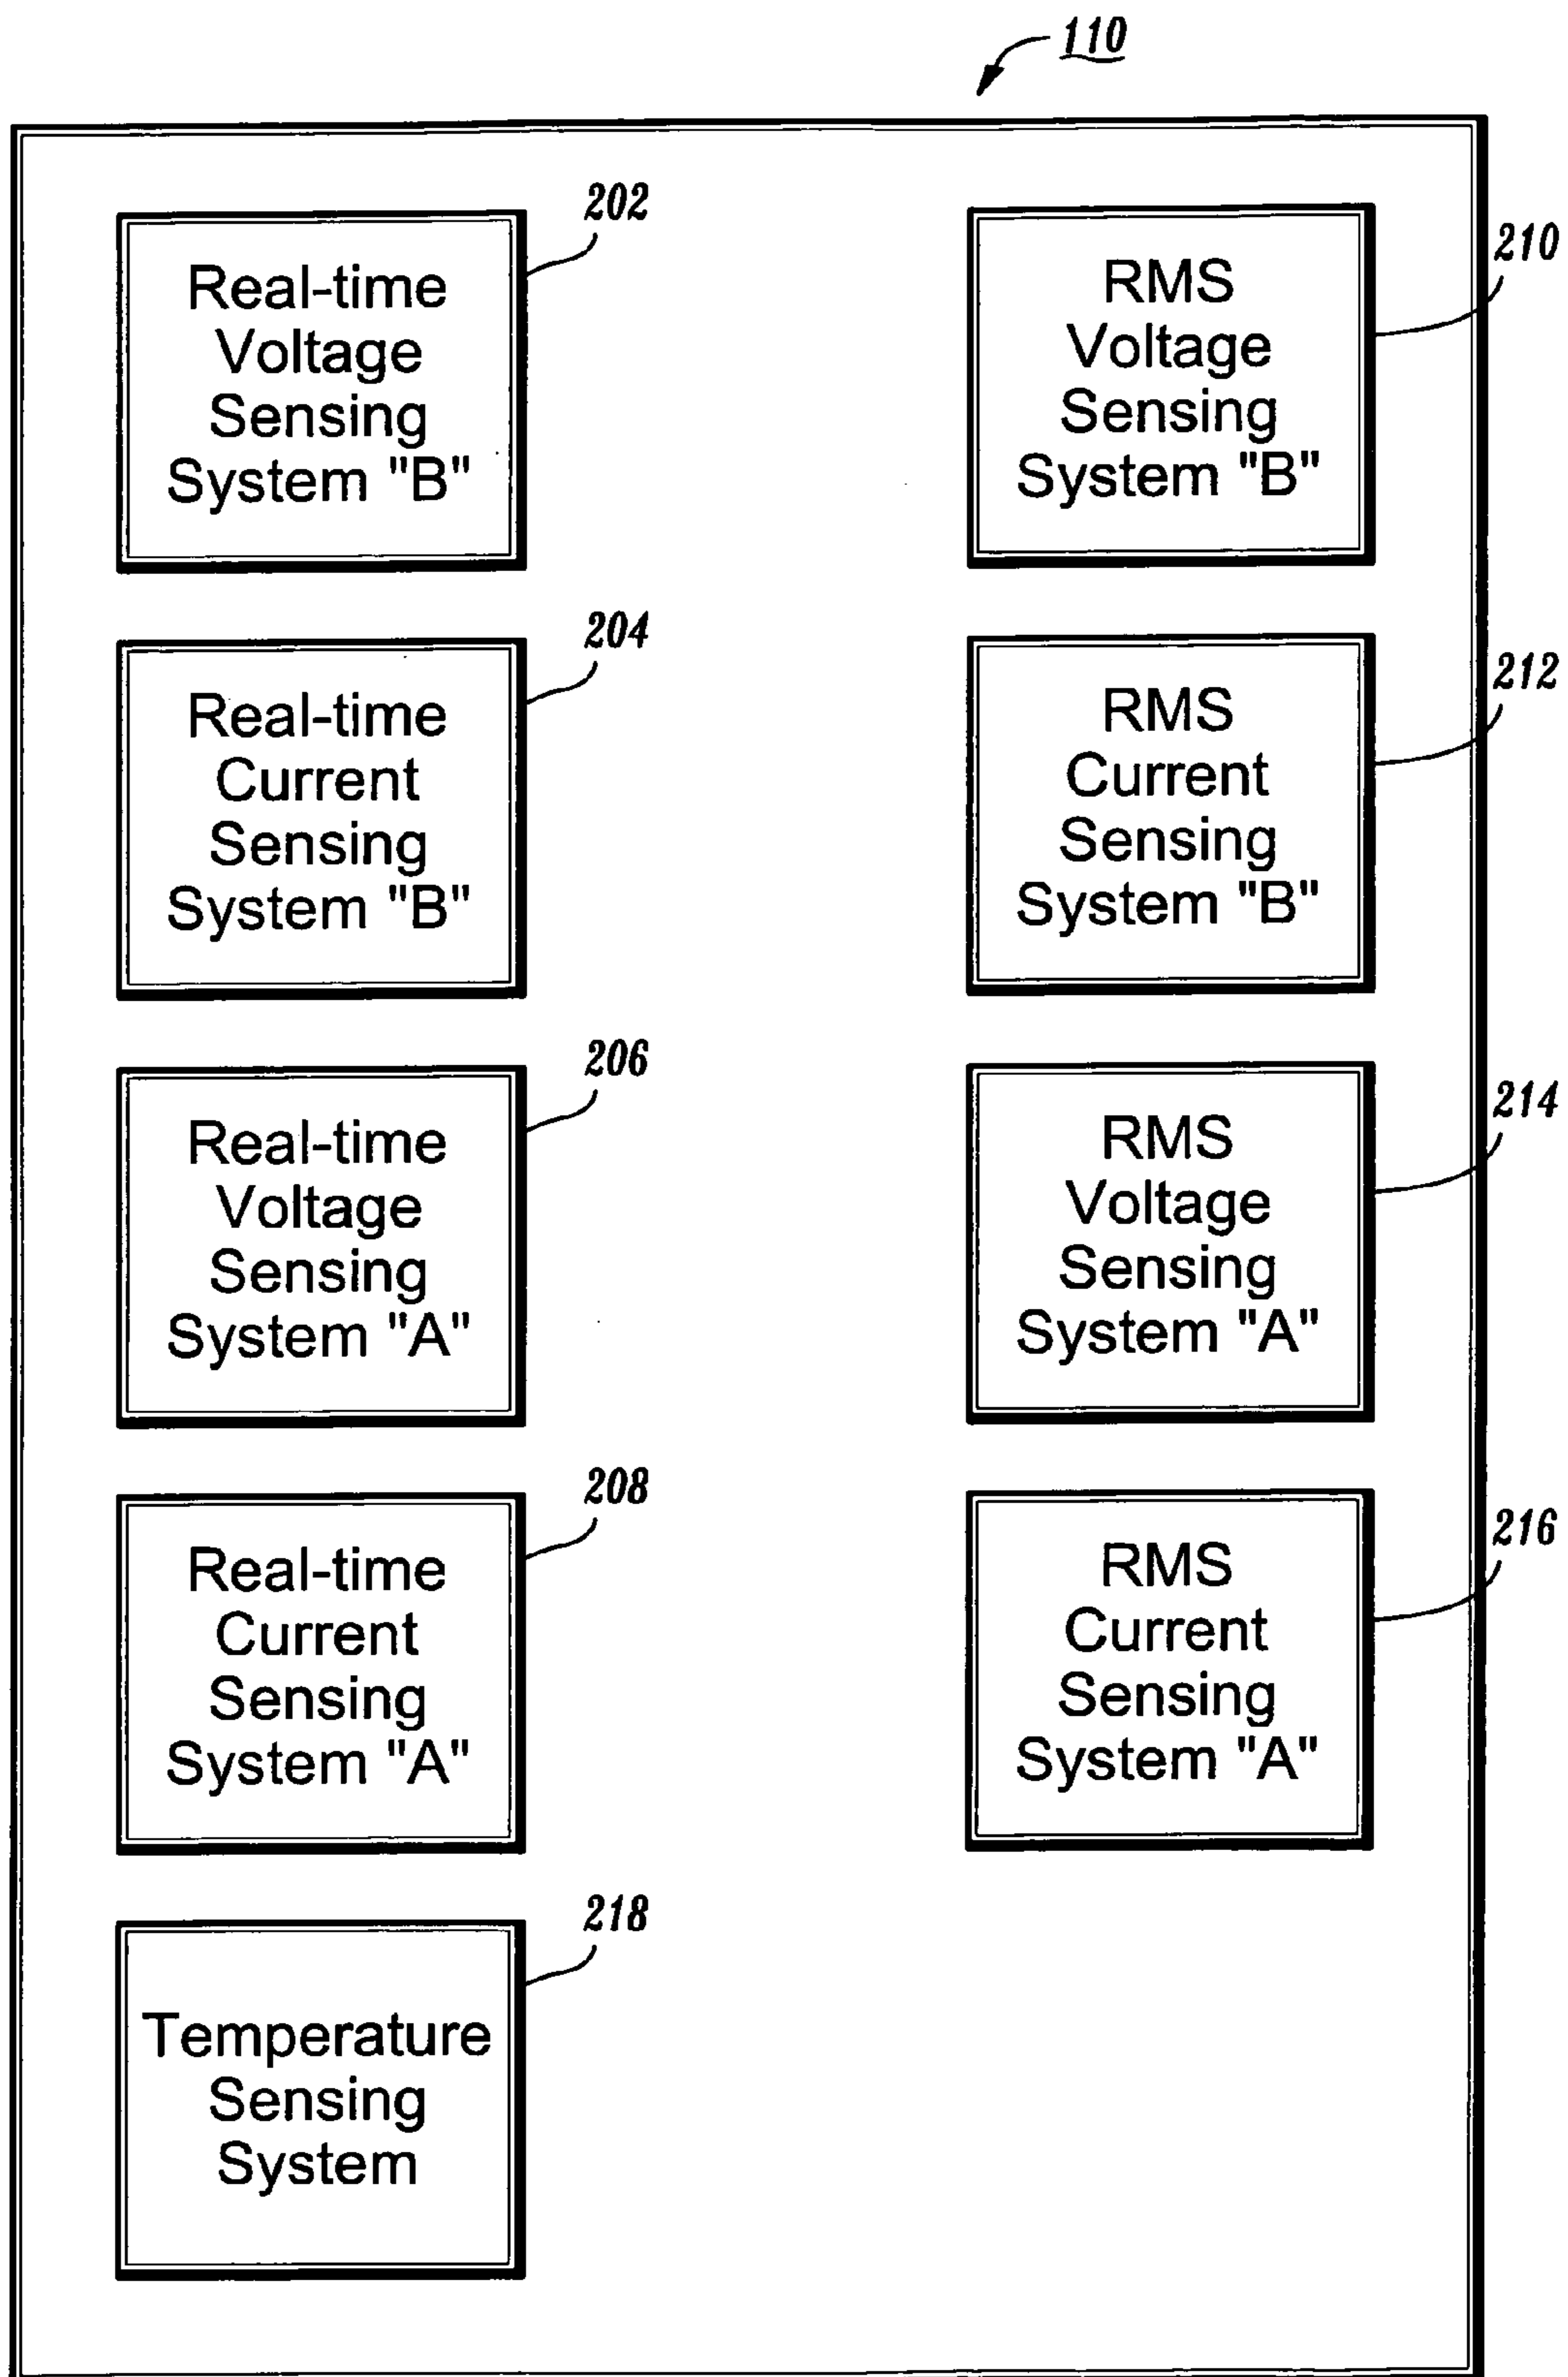 110
202
Real-time
Voltage
Sensing
System "B"
210
RMS
Voltage
Sensing
System "B"
204
Real-time
Current
Sensing
System "B"
212
RMS
Current
Sensing
System "B"
206
Real-time
Voltage
Sensing
System "A"
214
RMS
Voltage
Sensing
System "A"
208
Real-time
Current
Sensing
System "A"
216
RMS
Current
Sensing
System "A"
218
Temperature
Sensing
System